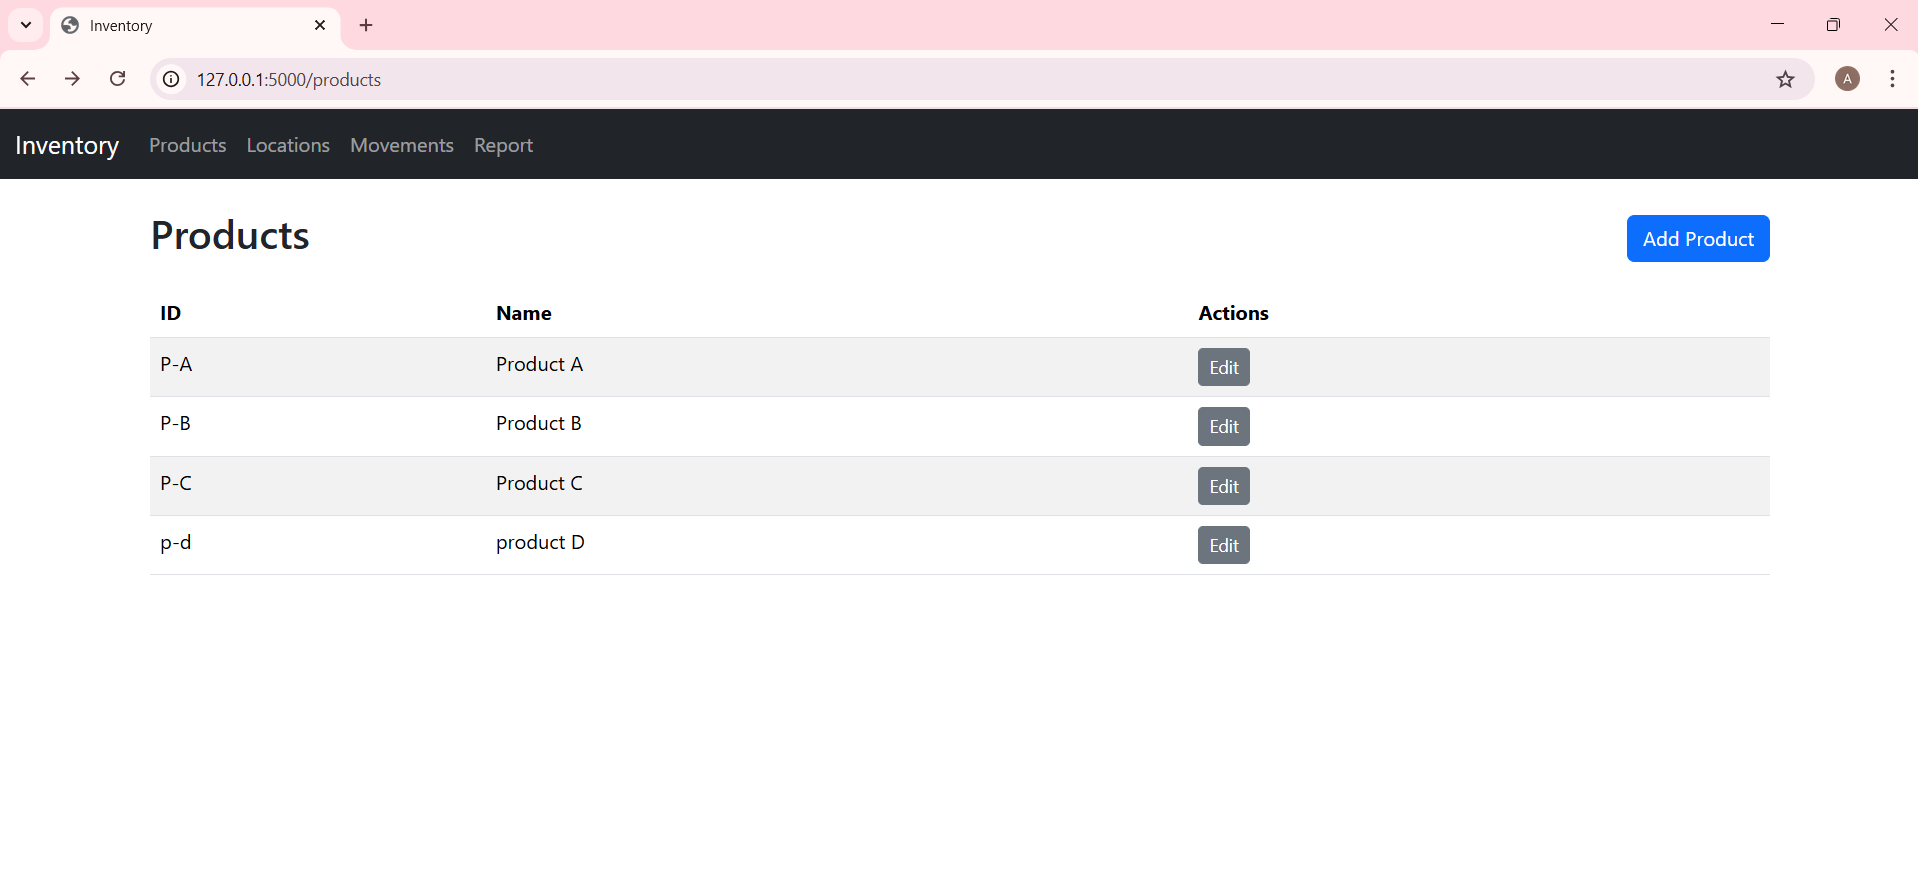 Inventory
127.0.0.1:5000/products
A
Inventory Products Locations Movements Report
Products
Add Product
ID Name Actions
P-A Product A Edit
P-B Product B Edit
P-C Product C Edit
p-d product D Edit